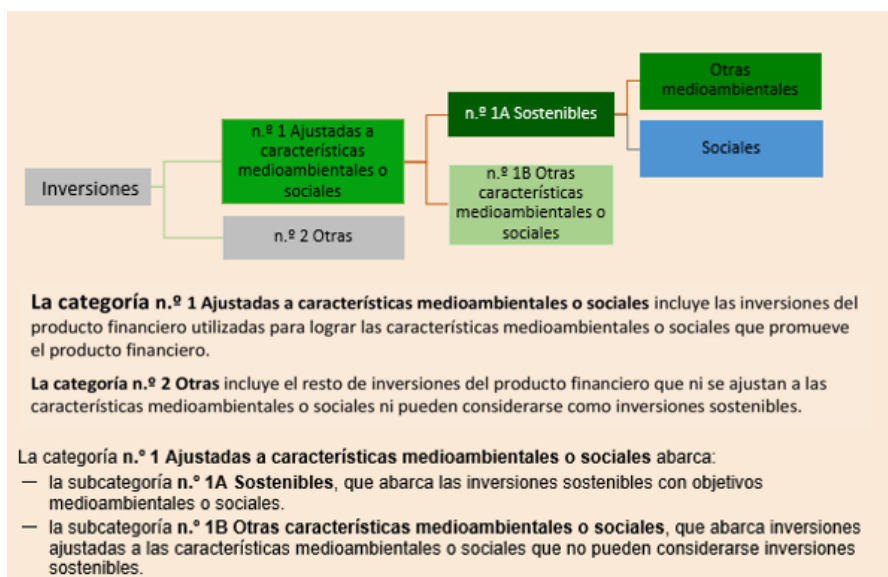 Otras
medioambientales
n.º 1A Sostenibles
n.º 1 Ajustadas a
características
medioambientales o
sociales
Sociales
Inversiones
n.º 1B Otras
características
medioambientales o
sociales
n.º 2 Otras
La categoría n.º 1 Ajustadas a características medioambientales o sociales incluye las inversiones del
producto financiero utilizadas para lograr las características medioambientales o sociales que promueve
el producto financiero.
La categoría n.º 2 Otras incluye el resto de inversiones del producto financiero que ni se ajustan a las
características medioambientales o sociales ni pueden considerarse como inversiones sostenibles.
La categoría n.º 1 Ajustadas a características medioambientales o sociales abarca:
— la subcategoría n.º 1A Sostenibles, que abarca las inversiones sostenibles con objetivos
medioambientales o sociales.
— la subcategoría n.º 1B Otras características medioambientales o sociales, que abarca inversiones
ajustadas a las características medioambientales o sociales que no pueden considerarse inversiones
sostenibles.